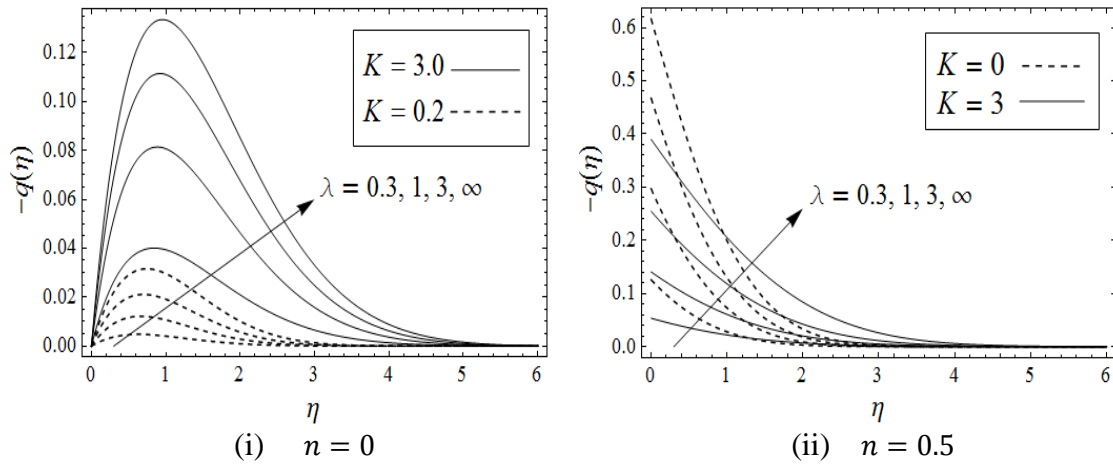 0.12
0.10
0.08
0.06
0.04
0.02
0.00
−q(η)
K = 3.0
K = 0.2
λ = 0.3, 1, 3, ∞
0 1 2 3 4 5 6
η
(i) n = 0
0.6
0.5
0.4
0.3
0.2
0.1
0.0
−q(η)
K = 0
K = 3
λ = 0.3, 1, 3, ∞
0 1 2 3 4 5 6
η
(ii) n = 0.5